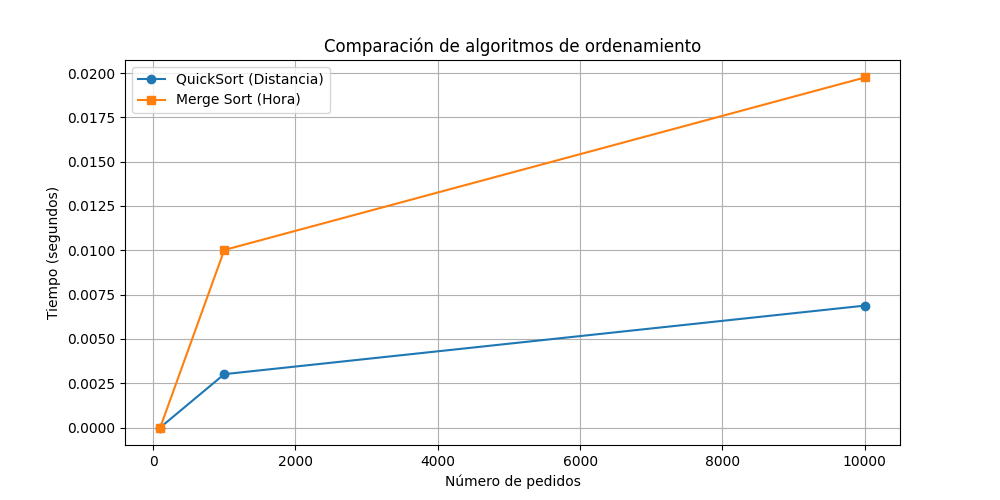 Comparación de algoritmos de ordenamiento
QuickSort (Distancia)
Merge Sort (Hora)
Tiempo (segundos)
0.0200
0.0175
0.0150
0.0125
0.0100
0.0075
0.0050
0.0025
0.0000
0 2000 4000 6000 8000 10000
Número de pedidos